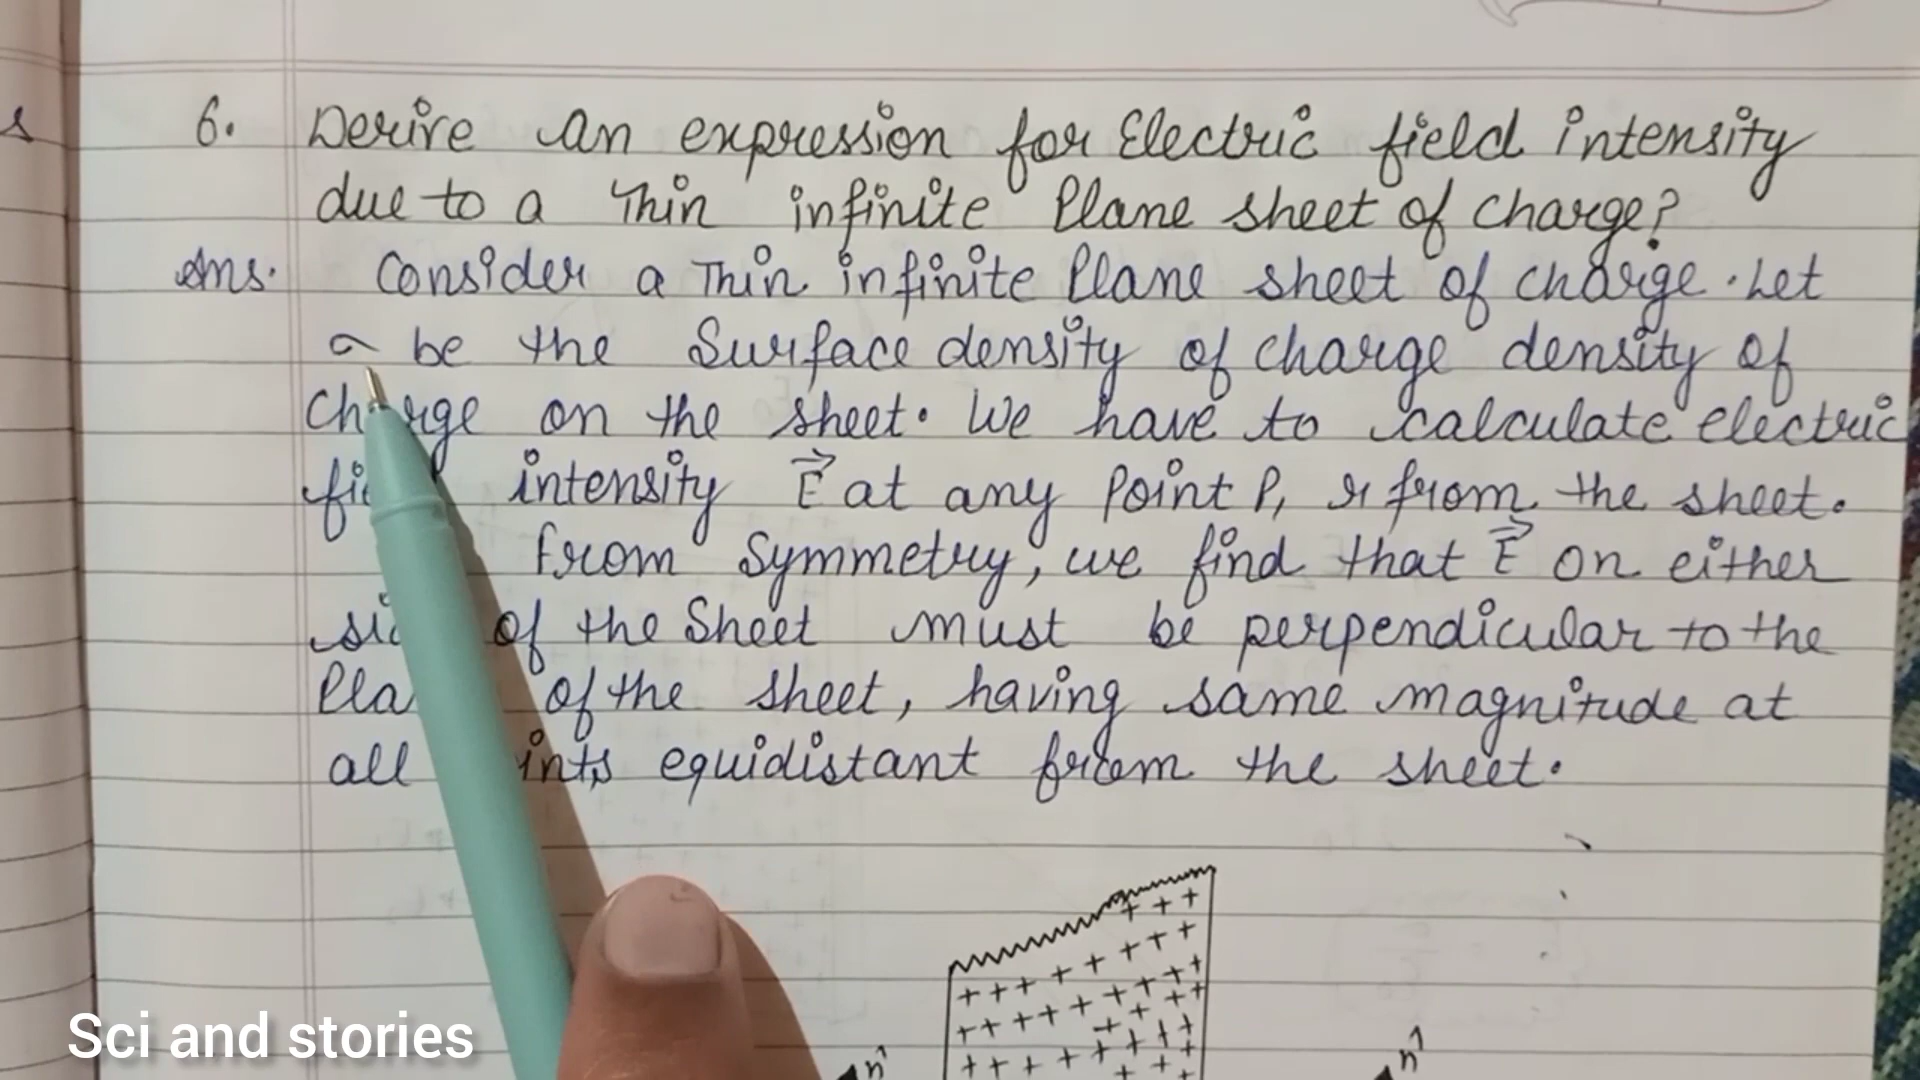 s
6. Derive an expression for Electric field intensity
due to a Thin infinite Plane sheet of charge?
Ans. Consider a Thin infinite Plane sheet of charge. Let
σ be the Surface density of charge density of
charge on the sheet. We have to calculate electric
intensity E⃗ at any Point P, r from the sheet.
From Symmetry, we find that E⃗ on either
of the Sheet must be perpendicular to the
of the sheet, having same magnitude at
all equidistant from the sheet.
+ + +
+ + + + + +
+ + + + + + + + +
+ + + + + + + + +
+ + + + + + + + +
n̂ n̂
Sci and stories